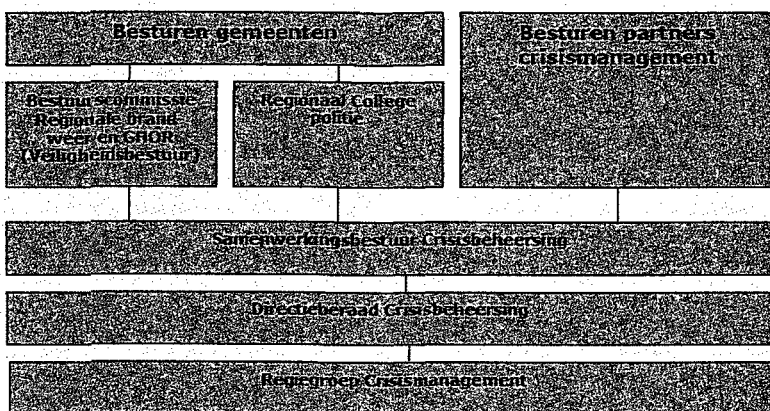 Besturen gemeenten
Besturen partners
crisismanagement
Bestuurscommissie
Regionale brand-
weer en GHOR
(Veiligheidsbestuur)
Regionaal College
politie
Samenwerkingsbestuur Crisisbeheersing
Directieberaad Crisisbeheersing
Regiegroep Crisismanagement